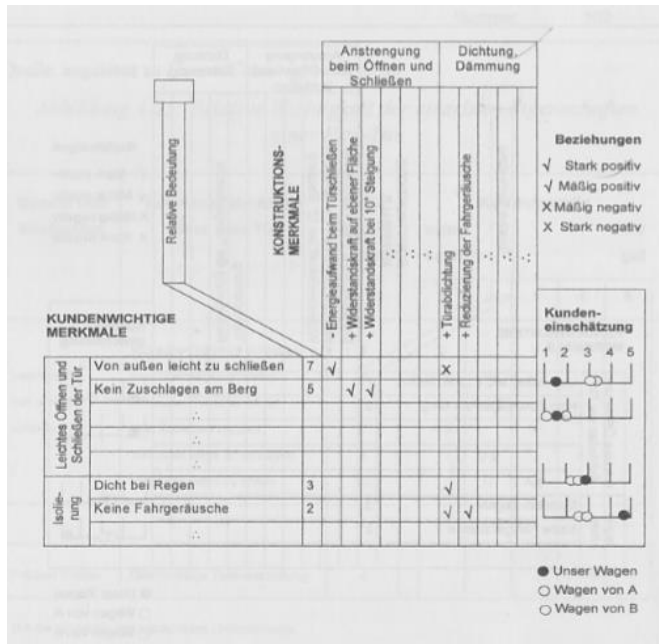 Anstrengung
beim Öffnen und
Schließen
Dichtung,
Dämmung
Relative Bedeutung
KONSTRUKTIONS-
MERKMALE
- Energieaufwand beim Türschließen
+ Widerstandskraft auf ebener Fläche
+ Widerstandskraft bei 10° Steigung
+ Türabdichtung
+ Reduzierung der Fahrgeräusche
Beziehungen
√ Stark positiv
√ Mäßig positiv
X Mäßig negativ
X Stark negativ
KUNDENWICHTIGE
MERKMALE
Kunden-
einschätzung
1 2 3 4 5
Leichtes Öffnen und
Schließen der Tür
Von außen leicht zu schließen 7 √ X
Kein Zuschlagen am Berg 5 √ √
Isolie-
rung
Dicht bei Regen 3 √
Keine Fahrgeräusche 2 √ √
Unser Wagen
Wagen von A
Wagen von B